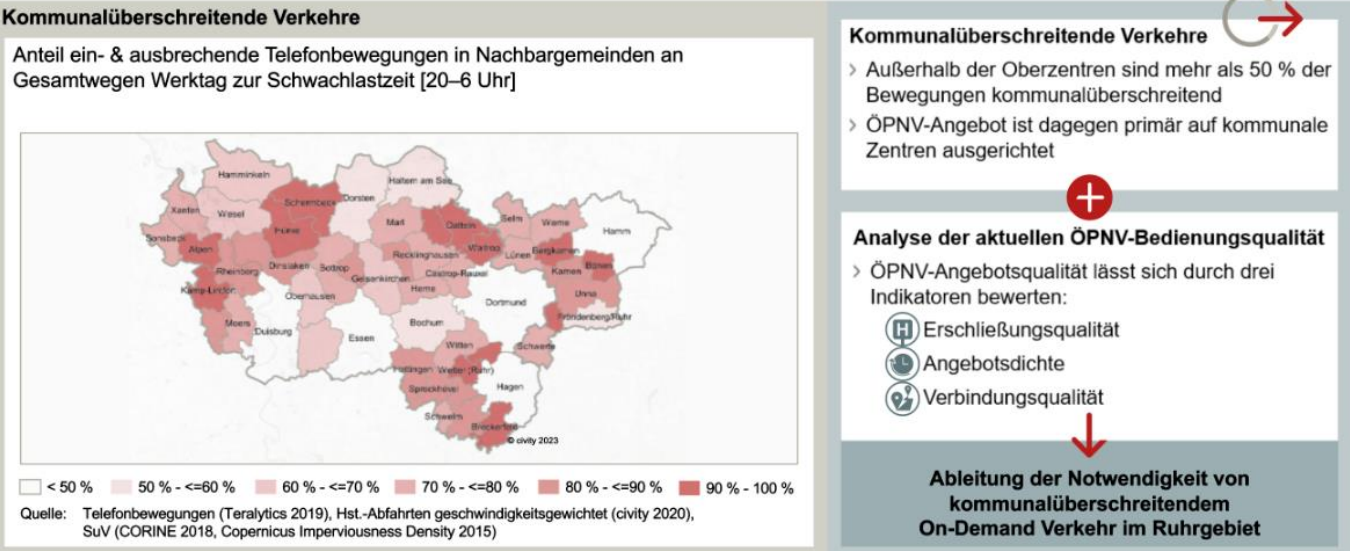 Kommunalüberschreitende Verkehre
Anteil ein- & ausbrechende Telefonbewegungen in Nachbargemeinden an
Gesamtwegen Werktag zur Schwachlastzeit [20–6 Uhr]
Hamminkeln
Haltern am See
Schermbeck
Dorsten
Xanten
Wesel
Marl
Datteln
Selm
Werne
Hamm
Hünxe
Sonsbeck
Alpen
Recklinghausen
Waltrop
Lünen
Bergkamen
Rheinberg
Dinslaken
Bottrop
Gelsenkirchen
Castrop-Rauxel
Kamen
Bönen
Kamp-Lintfort
Oberhausen
Herne
Dortmund
Unna
Moers
Duisburg
Essen
Bochum
Fröndenberg/Ruhr
Witten
Schwerte
Hattingen
Wetter (Ruhr)
Sprockhövel
Hagen
Schwelm
Breckerfeld
© civity 2023
< 50 %
50 % - <=60 %
60 % - <=70 %
70 % - <=80 %
80 % - <=90 %
90 % - 100 %
Quelle: Telefonbewegungen (Teralytics 2019), Hst.-Abfahrten geschwindigkeitsgewichtet (civity 2020),
SuV (CORINE 2018, Copernicus Imperviousness Density 2015)
Kommunalüberschreitende Verkehre
› Außerhalb der Oberzentren sind mehr als 50 % der
Bewegungen kommunalüberschreitend
› ÖPNV-Angebot ist dagegen primär auf kommunale
Zentren ausgerichtet
Analyse der aktuellen ÖPNV-Bedienungsqualität
› ÖPNV-Angebotsqualität lässt sich durch drei
Indikatoren bewerten:
H Erschließungsqualität
Angebotsdichte
Verbindungsqualität
Ableitung der Notwendigkeit von
kommunalüberschreitendem
On-Demand Verkehr im Ruhrgebiet